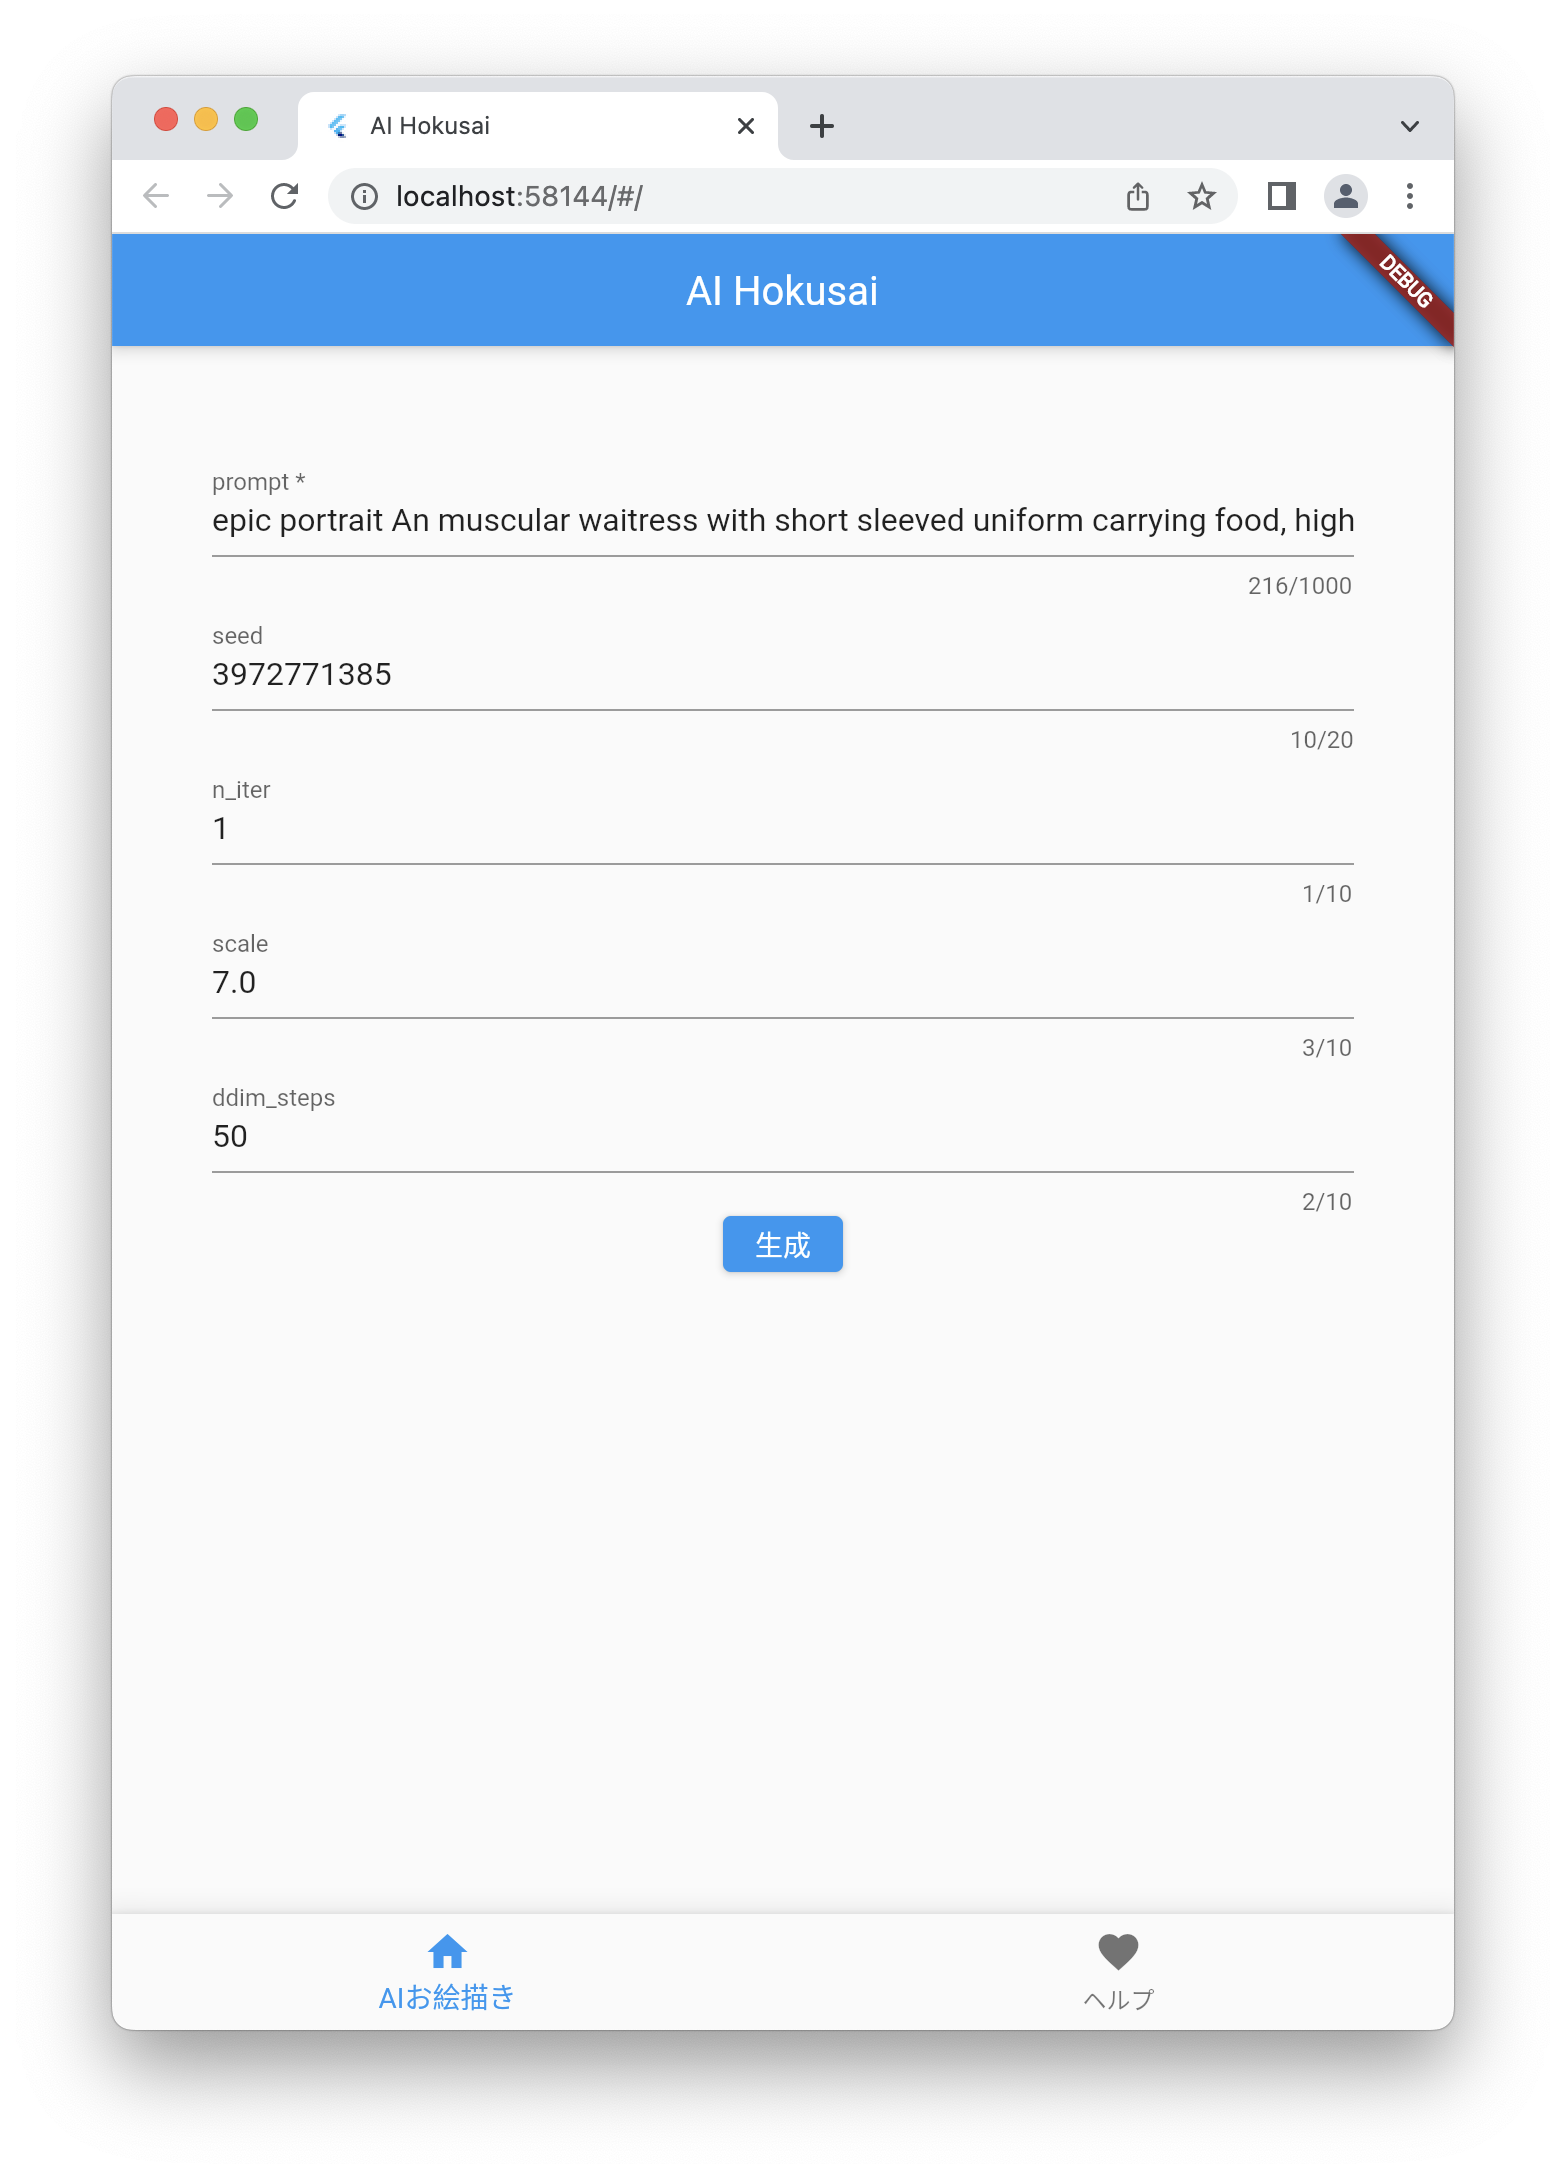 AI Hokusai
localhost:58144/#/
AI Hokusai
DEBUG
prompt *
epic portrait An muscular waitress with short sleeved uniform carrying food, high
216/1000
seed
3972771385
10/20
n_iter
1
1/10
scale
7.0
3/10
ddim_steps
50
2/10
生成
AIお絵描き
ヘルプ